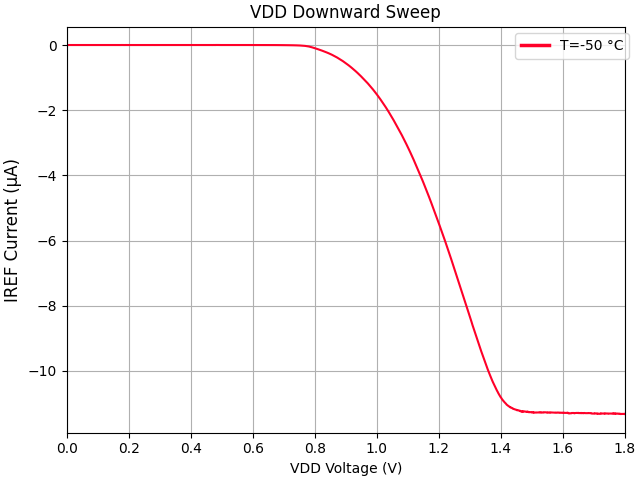 VDD Downward Sweep
T=-50 °C
IREF Current (μA)
0
−2
−4
−6
−8
−10
0.0 0.2 0.4 0.6 0.8 1.0 1.2 1.4 1.6 1.8
VDD Voltage (V)